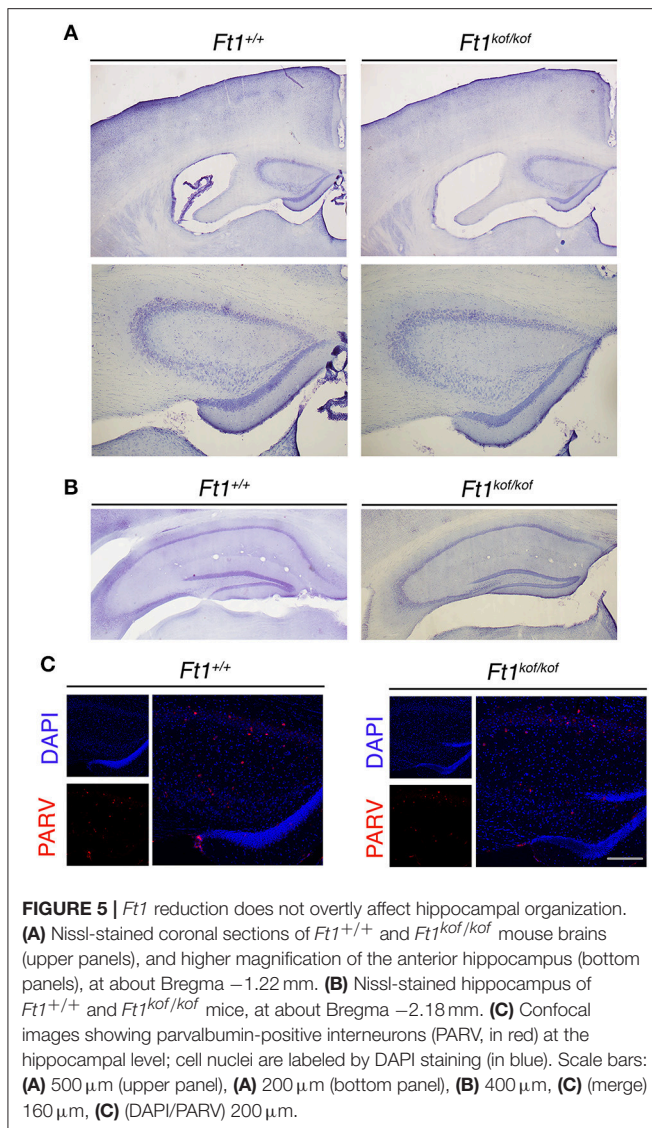 A
Ft1+/+
Ft1kof/kof
B
Ft1+/+
Ft1kof/kof
C
Ft1+/+
Ft1kof/kof
DAPI
PARV
DAPI
PARV
FIGURE 5 | Ft1 reduction does not overtly affect hippocampal organization.
(A) Nissl-stained coronal sections of Ft1+/+ and Ft1kof/kof mouse brains
(upper panels), and higher magnification of the anterior hippocampus (bottom
panels), at about Bregma −1.22 mm. (B) Nissl-stained hippocampus of
Ft1+/+ and Ft1kof/kof mice, at about Bregma −2.18 mm. (C) Confocal
images showing parvalbumin-positive interneurons (PARV, in red) at the
hippocampal level; cell nuclei are labeled by DAPI staining (in blue). Scale bars:
(A) 500 μm (upper panel), (A) 200 μm (bottom panel), (B) 400 μm, (C) (merge)
160 μm, (C) (DAPI/PARV) 200 μm.